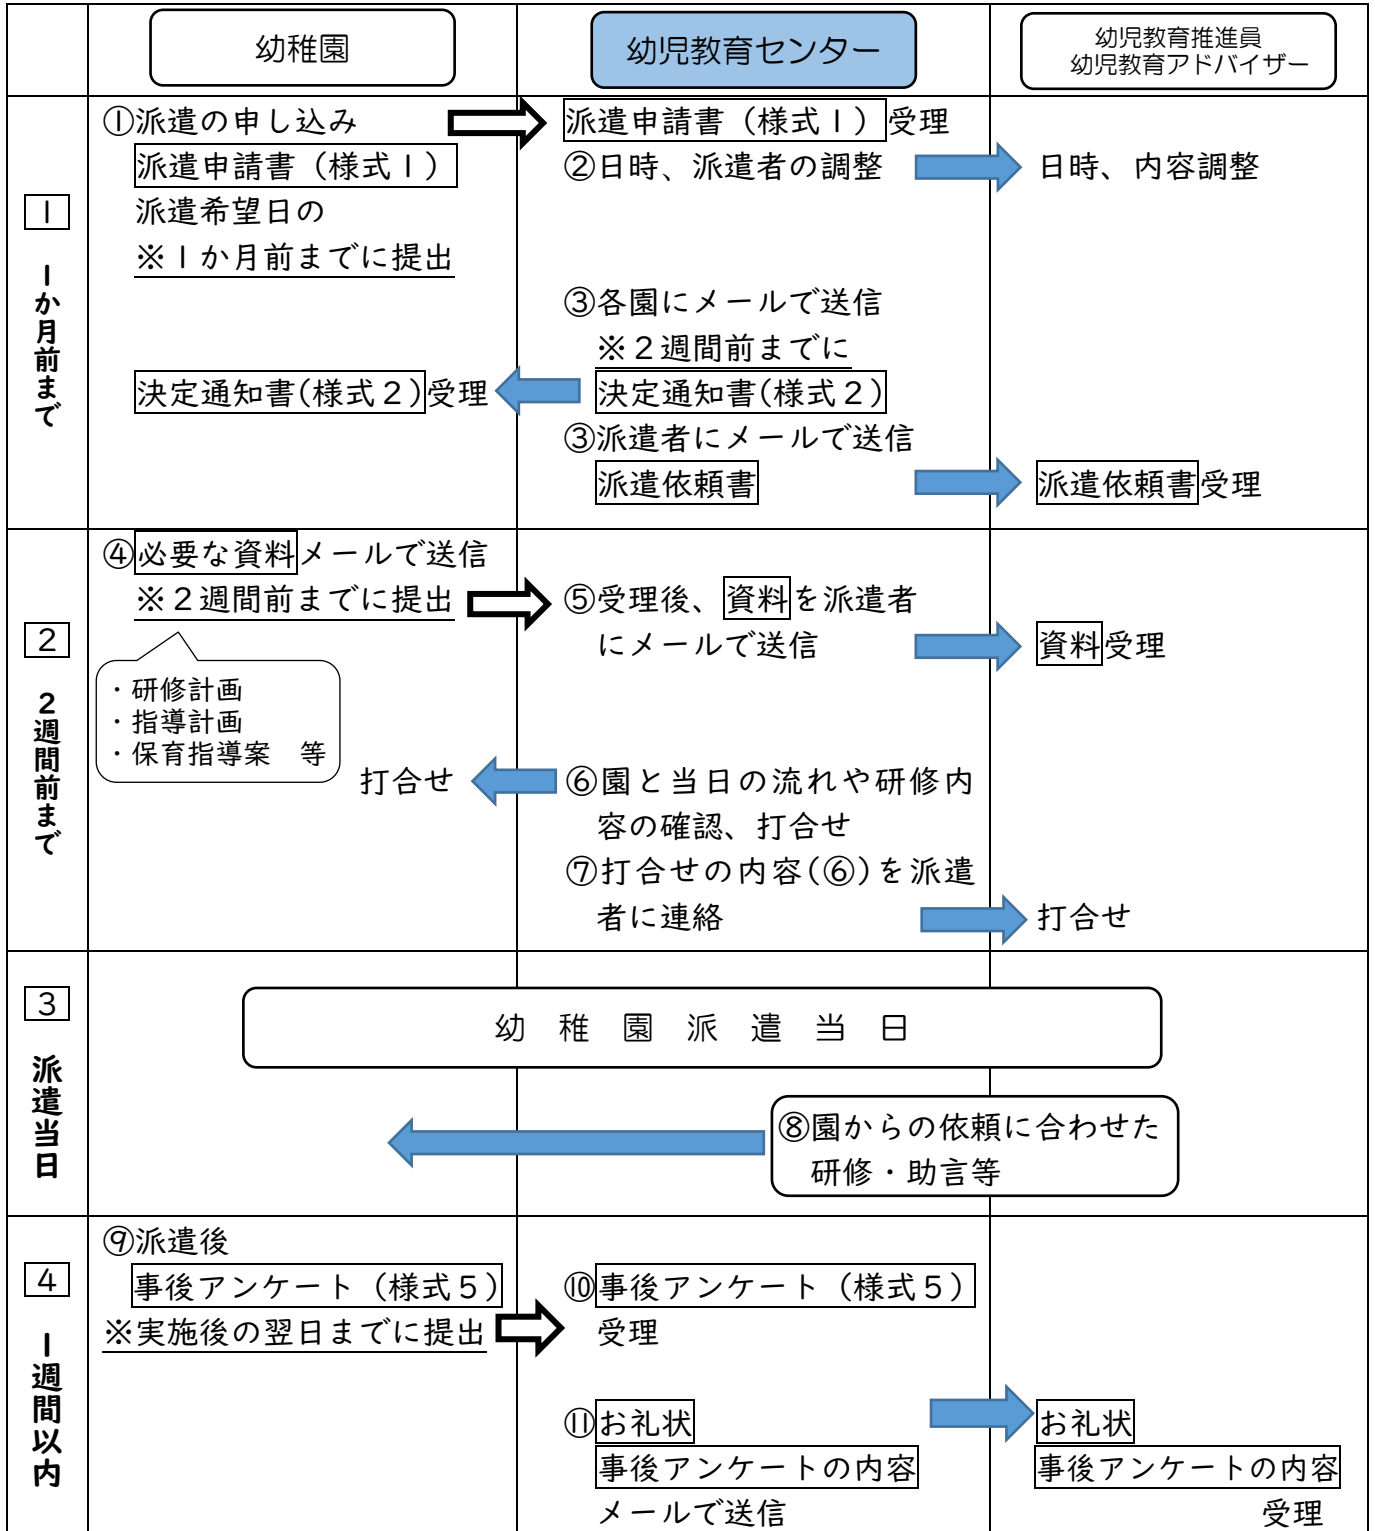 幼稚園
幼児教育センター
幼児教育推進員
幼児教育アドバイザー
1
1か月前まで
①派遣の申し込み
派遣申請書（様式1）
派遣希望日の
※1か月前までに提出
決定通知書(様式２)受理
派遣申請書（様式1）受理
②日時、派遣者の調整
③各園にメールで送信
※２週間前までに
決定通知書(様式２)
③派遣者にメールで送信
派遣依頼書
日時、内容調整
派遣依頼書受理
2
2週間前まで
④必要な資料メールで送信
※２週間前までに提出
・研修計画
・指導計画
・保育指導案　等
打合せ
⑤受理後、資料を派遣者
にメールで送信
⑥園と当日の流れや研修内
容の確認、打合せ
⑦打合せの内容(⑥)を派遣
者に連絡
資料受理
打合せ
3
派遣当日
幼　稚　園　派　遣　当　日
⑧園からの依頼に合わせた
研修・助言等
4
1週間以内
⑨派遣後
事後アンケート（様式５）
※実施後の翌日までに提出
⑩事後アンケート（様式５）
受理
⑪お礼状
事後アンケートの内容
メールで送信
お礼状
事後アンケートの内容
受理